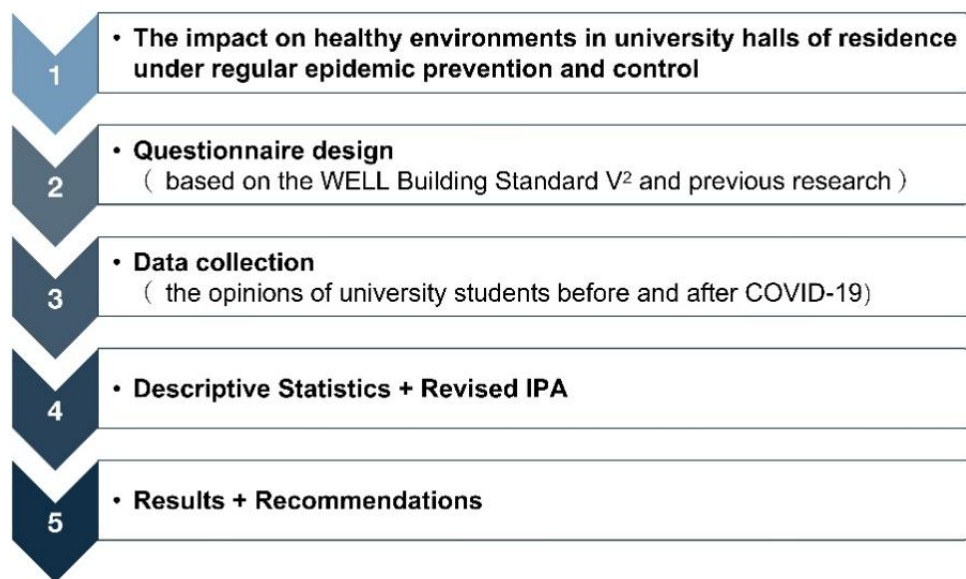 1
• The impact on healthy environments in university halls of residence
under regular epidemic prevention and control
2
• Questionnaire design
（ based on the WELL Building Standard V² and previous research ）
3
• Data collection
（ the opinions of university students before and after COVID-19)
4
• Descriptive Statistics + Revised IPA
5
• Results + Recommendations